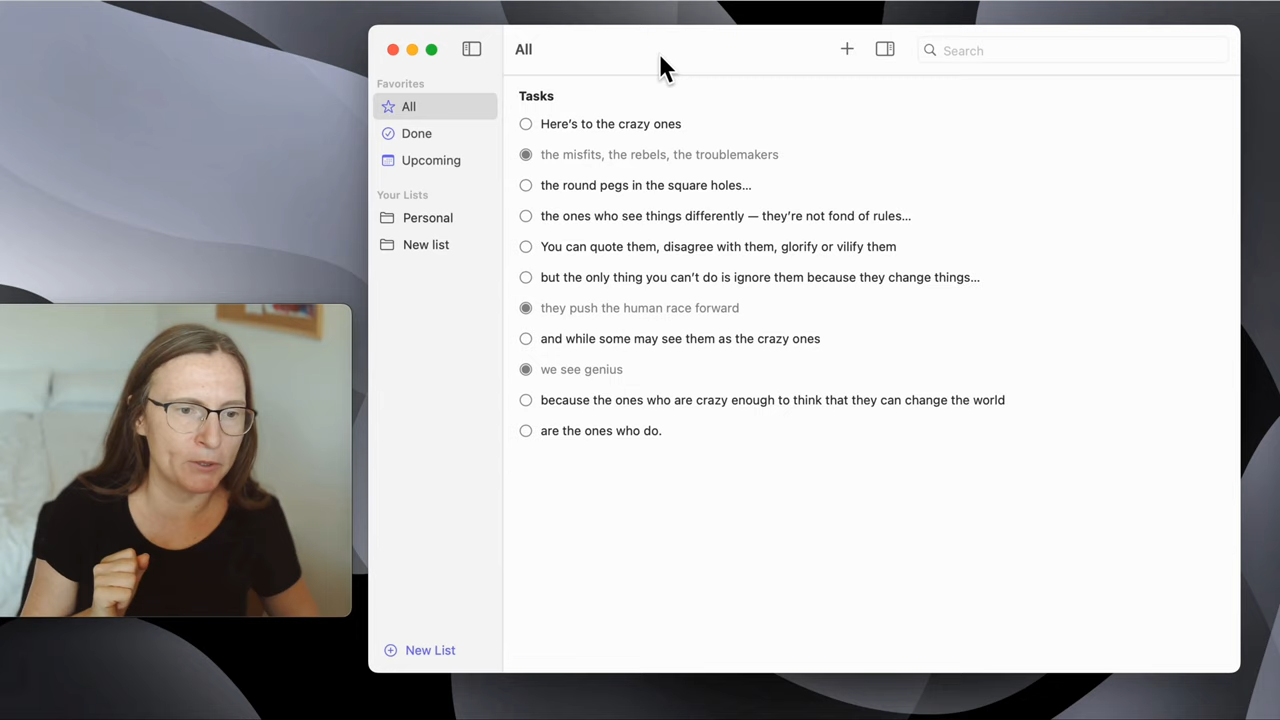 All
Search
Favorites
All
Done
Upcoming
Your Lists
Personal
New list
New List
Tasks
Here’s to the crazy ones
the misfits, the rebels, the troublemakers
the round pegs in the square holes…
the ones who see things differently — they’re not fond of rules…
You can quote them, disagree with them, glorify or vilify them
but the only thing you can’t do is ignore them because they change things…
they push the human race forward
and while some may see them as the crazy ones
we see genius
because the ones who are crazy enough to think that they can change the world
are the ones who do.